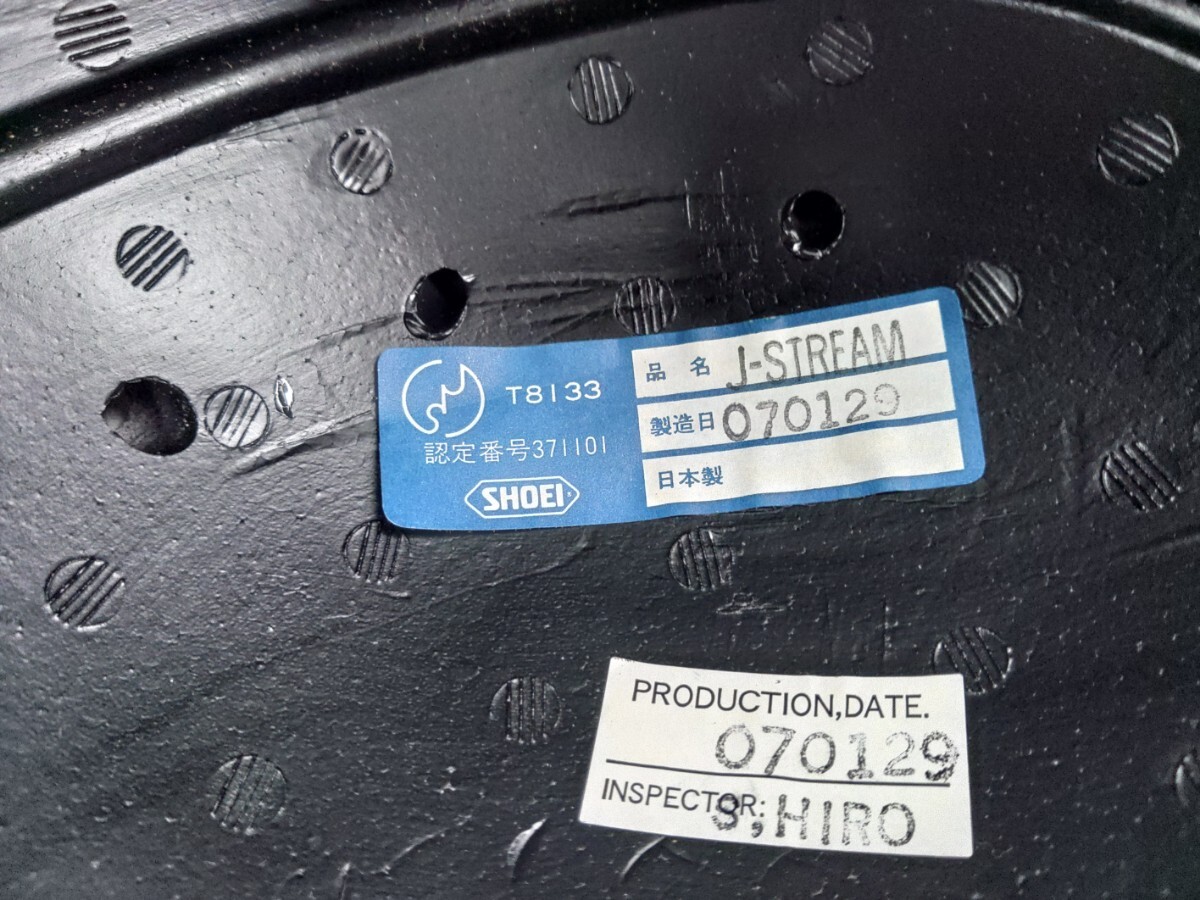 T8133
認定番号371101
SHOEI
品名 J-STREAM
製造日 070129
日本製
PRODUCTION,DATE.
070129
INSPECTOR: S,HIRO